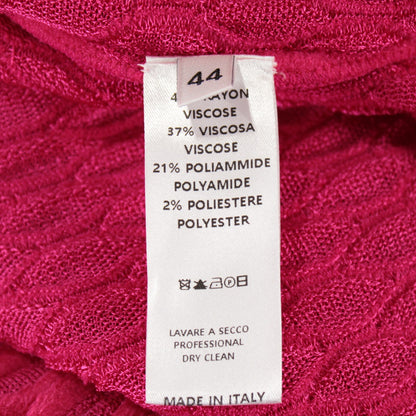 44
RAYON
VISCOSE
37% VISCOSA
VISCOSE
21% POLIAMMIDE
POLYAMIDE
2% POLIESTERE
POLYESTER
P
LAVARE A SECCO
PROFESSIONAL
DRY CLEAN
MADE IN ITALY